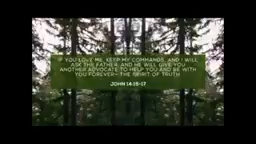 IF YOU LOVE ME, KEEP MY COMMANDS. AND I WILL
ASK THE FATHER, AND HE WILL GIVE YOU
ANOTHER ADVOCATE TO HELP YOU AND BE WITH
YOU FOREVER—THE SPIRIT OF TRUTH.
JOHN 14:15-17